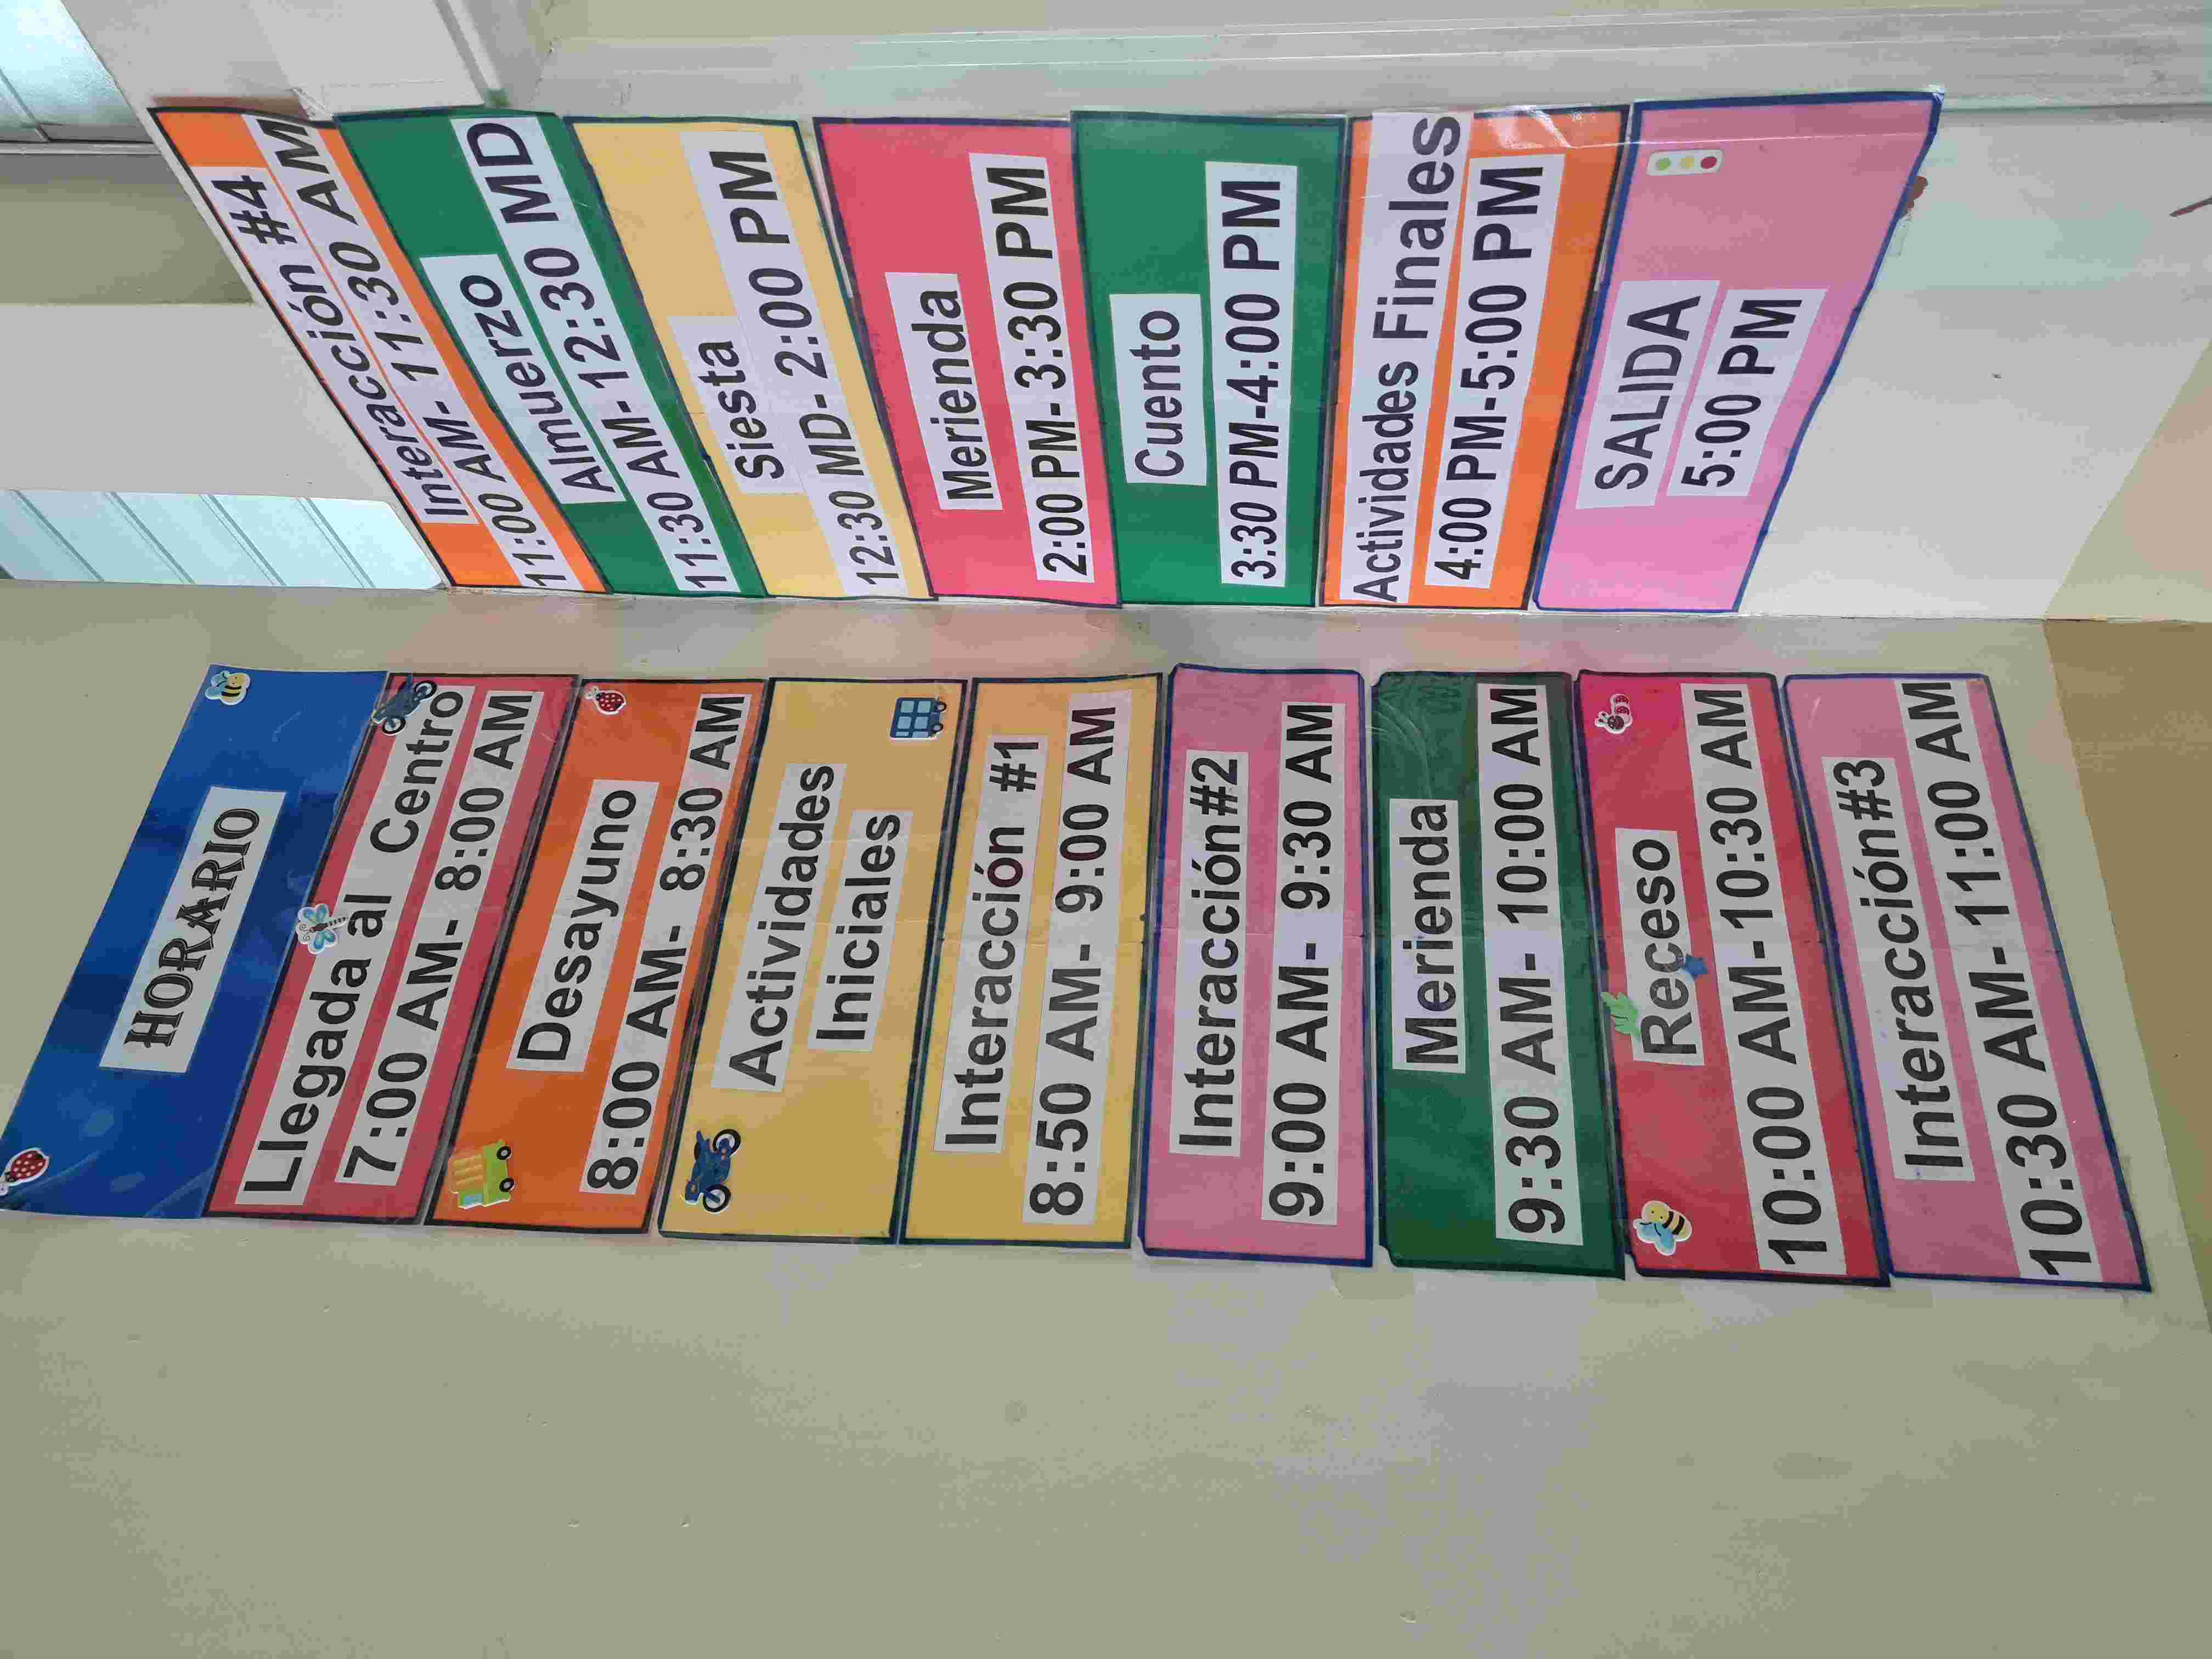 HORARIO
Llegada al Centro
7:00 AM- 8:00 AM
Desayuno
8:00 AM- 8:30 AM
Actividades
Iniciales
Interacción #1
8:50 AM- 9:00 AM
Interacción#2
9:00 AM- 9:30 AM
Merienda
9:30 AM- 10:00 AM
Receso
10:00 AM-10:30 AM
Interacción#3
10:30 AM- 11:00 AM
Interacción #4
11:00 AM- 11:30 AM
Almuerzo
11:30 AM- 12:30 MD
Siesta
12:30 MD- 2:00 PM
Merienda
2:00 PM- 3:30 PM
Cuento
3:30 PM-4:00 PM
Actividades Finales
4:00 PM-5:00 PM
SALIDA
5:00 PM